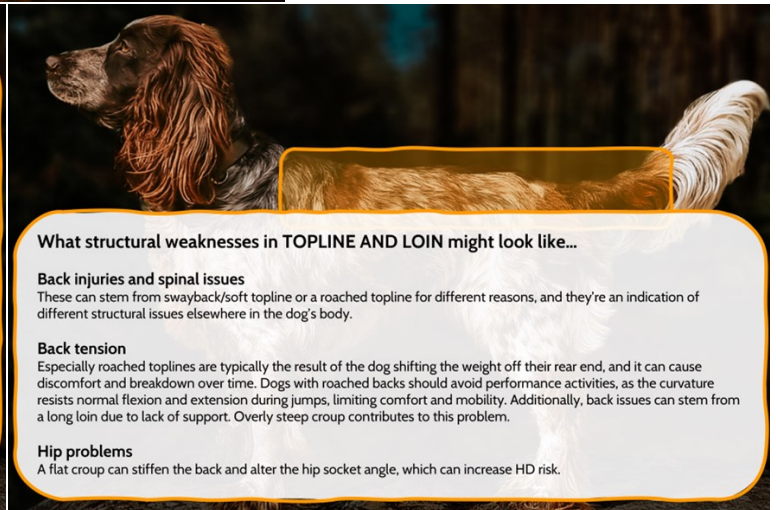 What structural weaknesses in TOPLINE AND LOIN might look like...
Back injuries and spinal issues
These can stem from swayback/soft topline or a roached topline for different reasons, and they're an indication of
different structural issues elsewhere in the dog's body.
Back tension
Especially roached toplines are typically the result of the dog shifting the weight off their rear end, and it can cause
discomfort and breakdown over time. Dogs with roached backs should avoid performance activities, as the curvature
resists normal flexion and extension during jumps, limiting comfort and mobility. Additionally, back issues can stem from
a long loin due to lack of support. Overly steep croup contributes to this problem.
Hip problems
A flat croup can stiffen the back and alter the hip socket angle, which can increase HD risk.